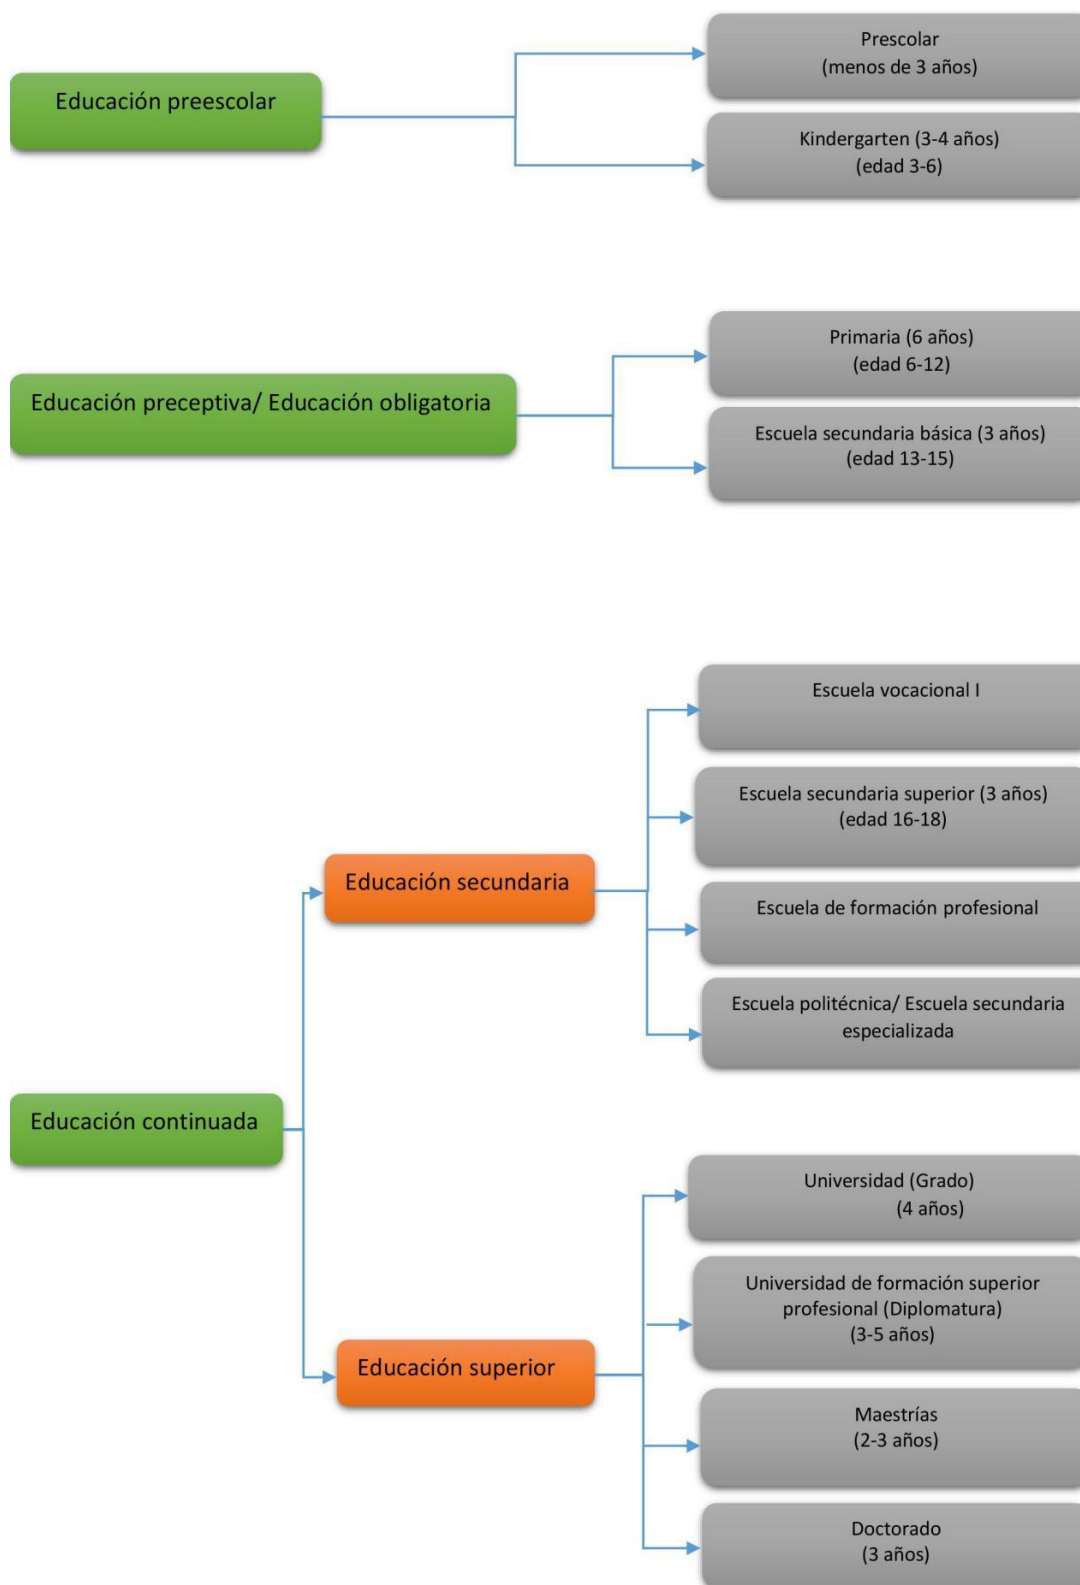 Educación preescolar
Prescolar
(menos de 3 años)
Kindergarten (3-4 años)
(edad 3-6)
Educación preceptiva/ Educación obligatoria
Primaria (6 años)
(edad 6-12)
Escuela secundaria básica (3 años)
(edad 13-15)
Educación continuada
Educación secundaria
Escuela vocacional I
Escuela secundaria superior (3 años)
(edad 16-18)
Escuela de formación profesional
Escuela politécnica/ Escuela secundaria
especializada
Educación superior
Universidad (Grado)
(4 años)
Universidad de formación superior
profesional (Diplomatura)
(3-5 años)
Maestrías
(2-3 años)
Doctorado
(3 años)